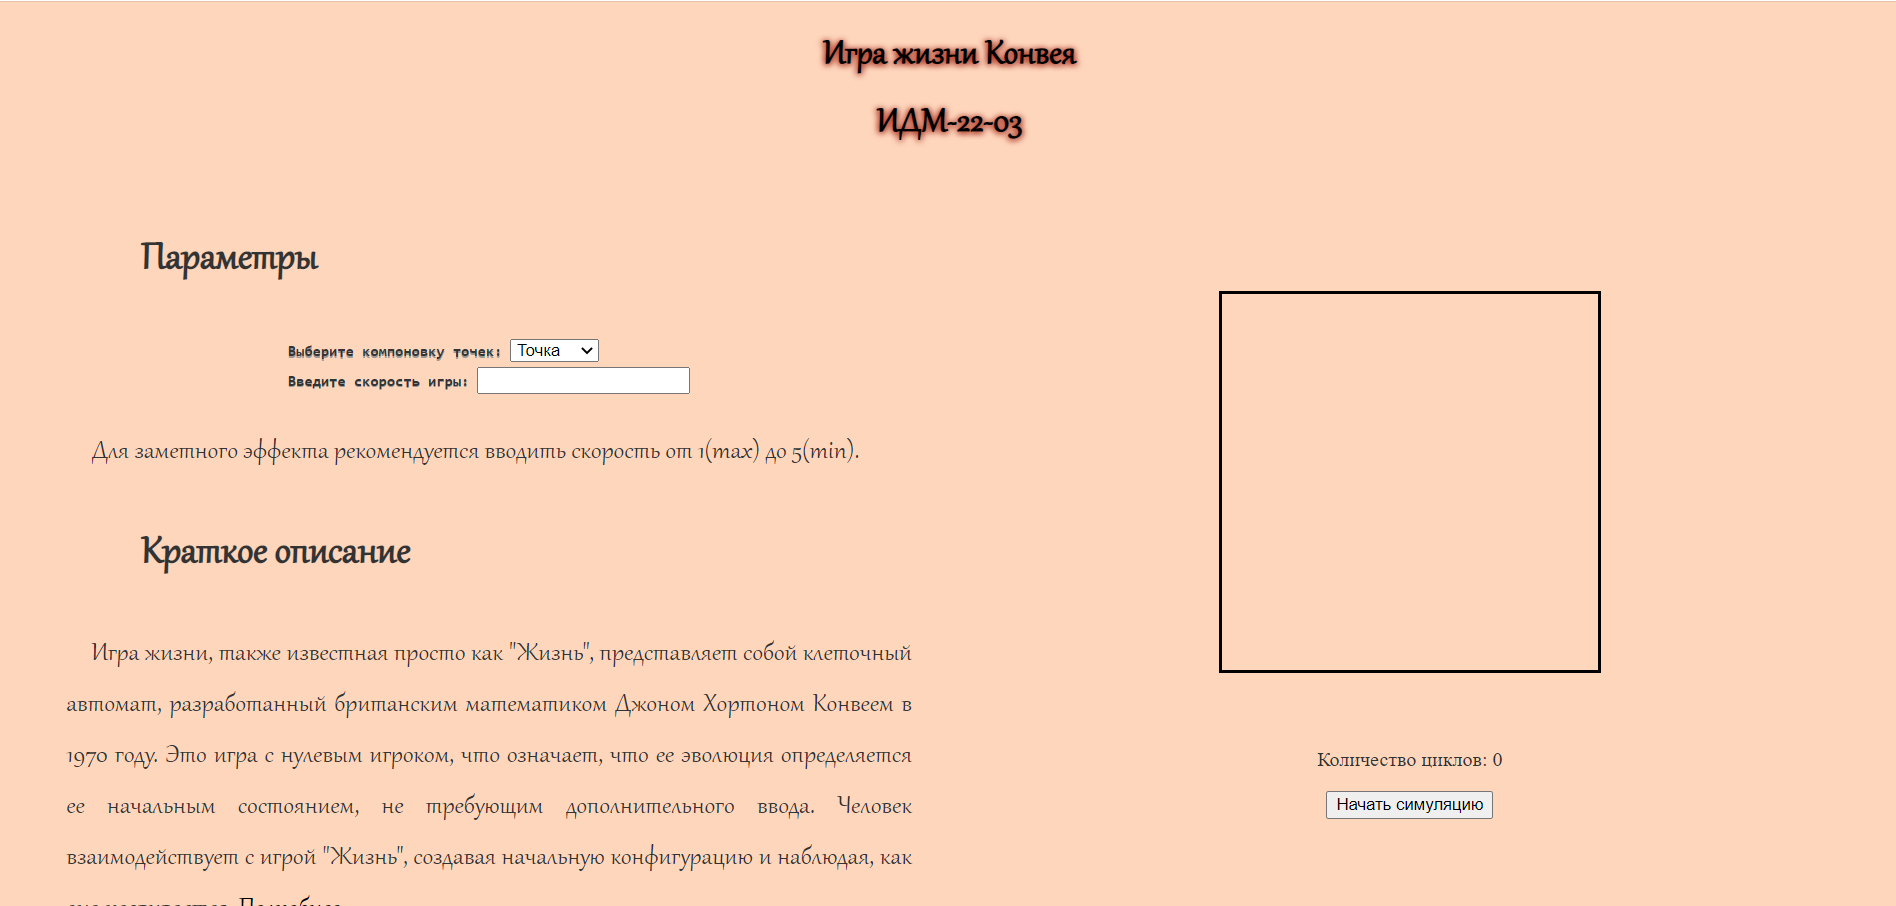 Игра жизни Конвея
ИДМ-22-03
Параметры
Выберите компоновку точек: Точка
Введите скорость игры:
Для заметного эффекта рекомендуется вводить скорость от 1(max) до 5(min).
Краткое описание
Игра жизни, также известная просто как "Жизнь", представляет собой клеточный
автомат, разработанный британским математиком Джоном Хортоном Конвеем в
1970 году. Это игра с нулевым игроком, что означает, что ее эволюция определяется
ее начальным состоянием, не требующим дополнительного ввода. Человек
взаимодействует с игрой "Жизнь", создавая начальную конфигурацию и наблюдая, как
Количество циклов: 0
Начать симуляцию